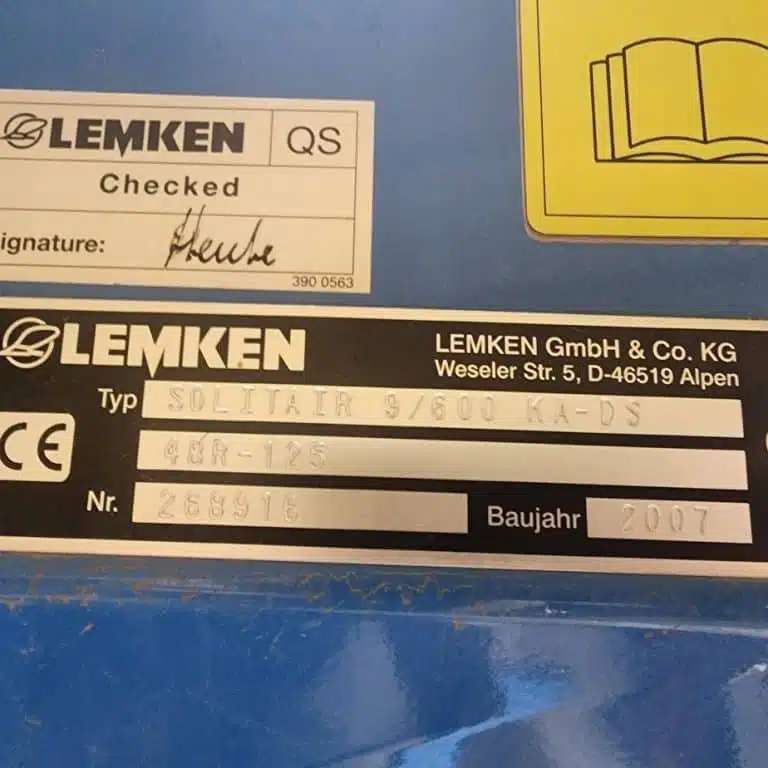 LEMKEN QS
Checked
ignature:
390 0563
LEMKEN
LEMKEN GmbH & Co. KG
Weseler Str. 5, D-46519 Alpen
Typ SOLITAIR 9/600 KA-DS
48R-125
CE
Nr. 268916 Baujahr 2007